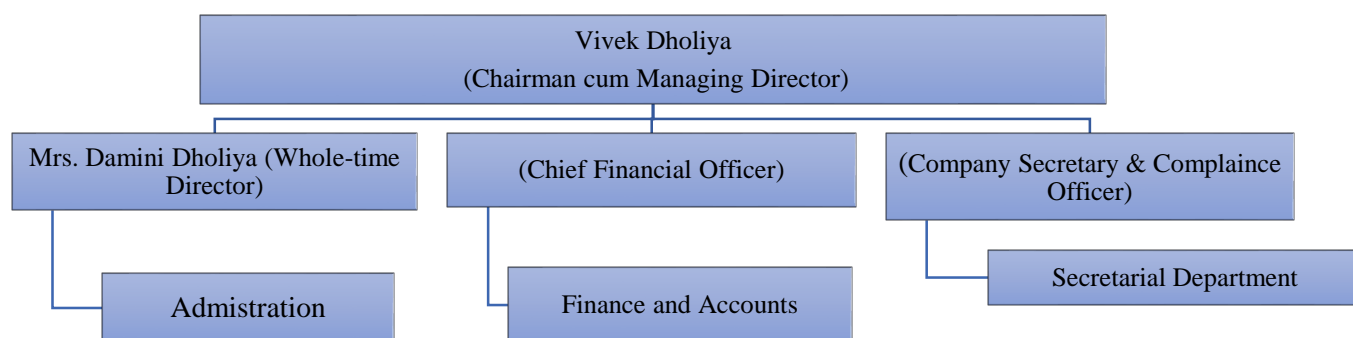 Vivek Dholiya
(Chairman cum Managing Director)
Mrs. Damini Dholiya (Whole-time
Director)
(Chief Financial Officer)
(Company Secretary & Complaince
Officer)
Admistration
Finance and Accounts
Secretarial Department